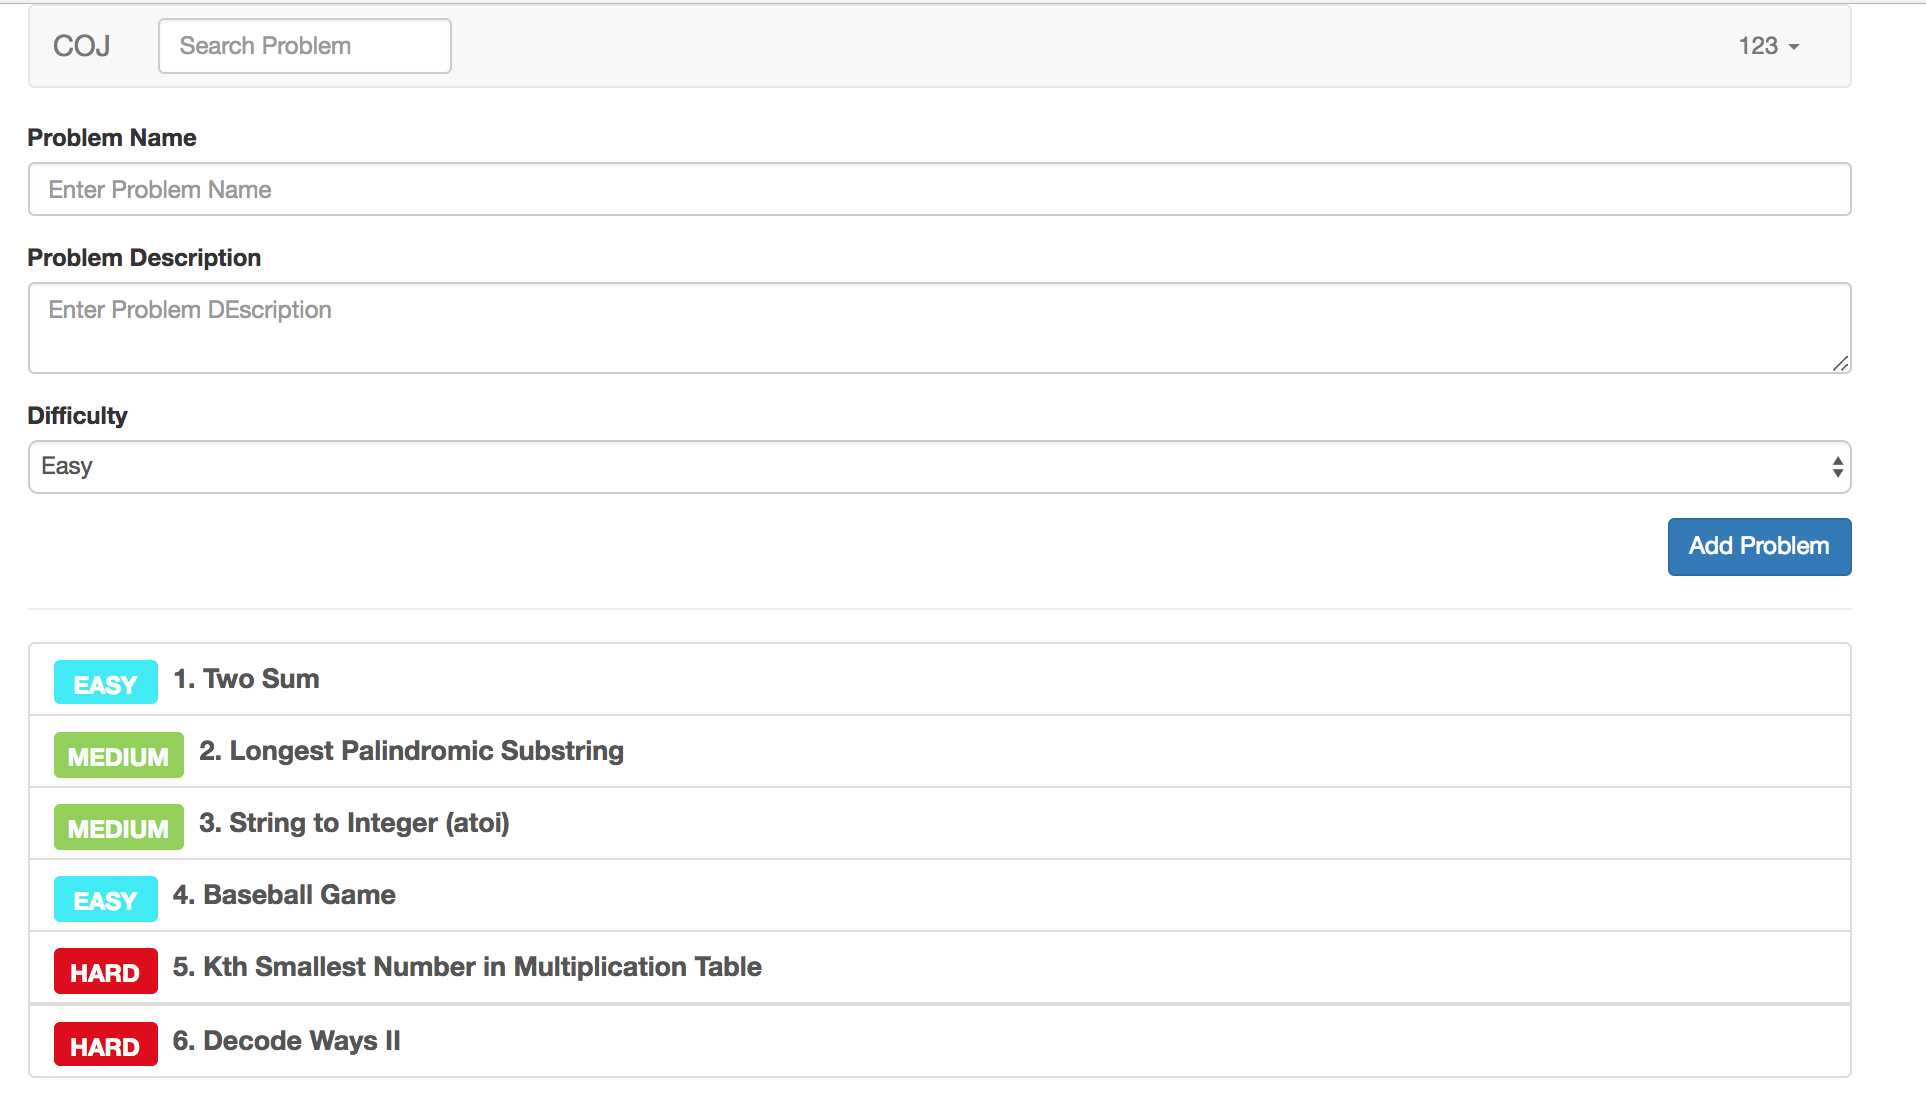 COJ Search Problem 123
Problem Name
Enter Problem Name
Problem Description
Enter Problem DEscription
Difficulty
Easy
Add Problem
EASY 1. Two Sum
MEDIUM 2. Longest Palindromic Substring
MEDIUM 3. String to Integer (atoi)
EASY 4. Baseball Game
HARD 5. Kth Smallest Number in Multiplication Table
HARD 6. Decode Ways II